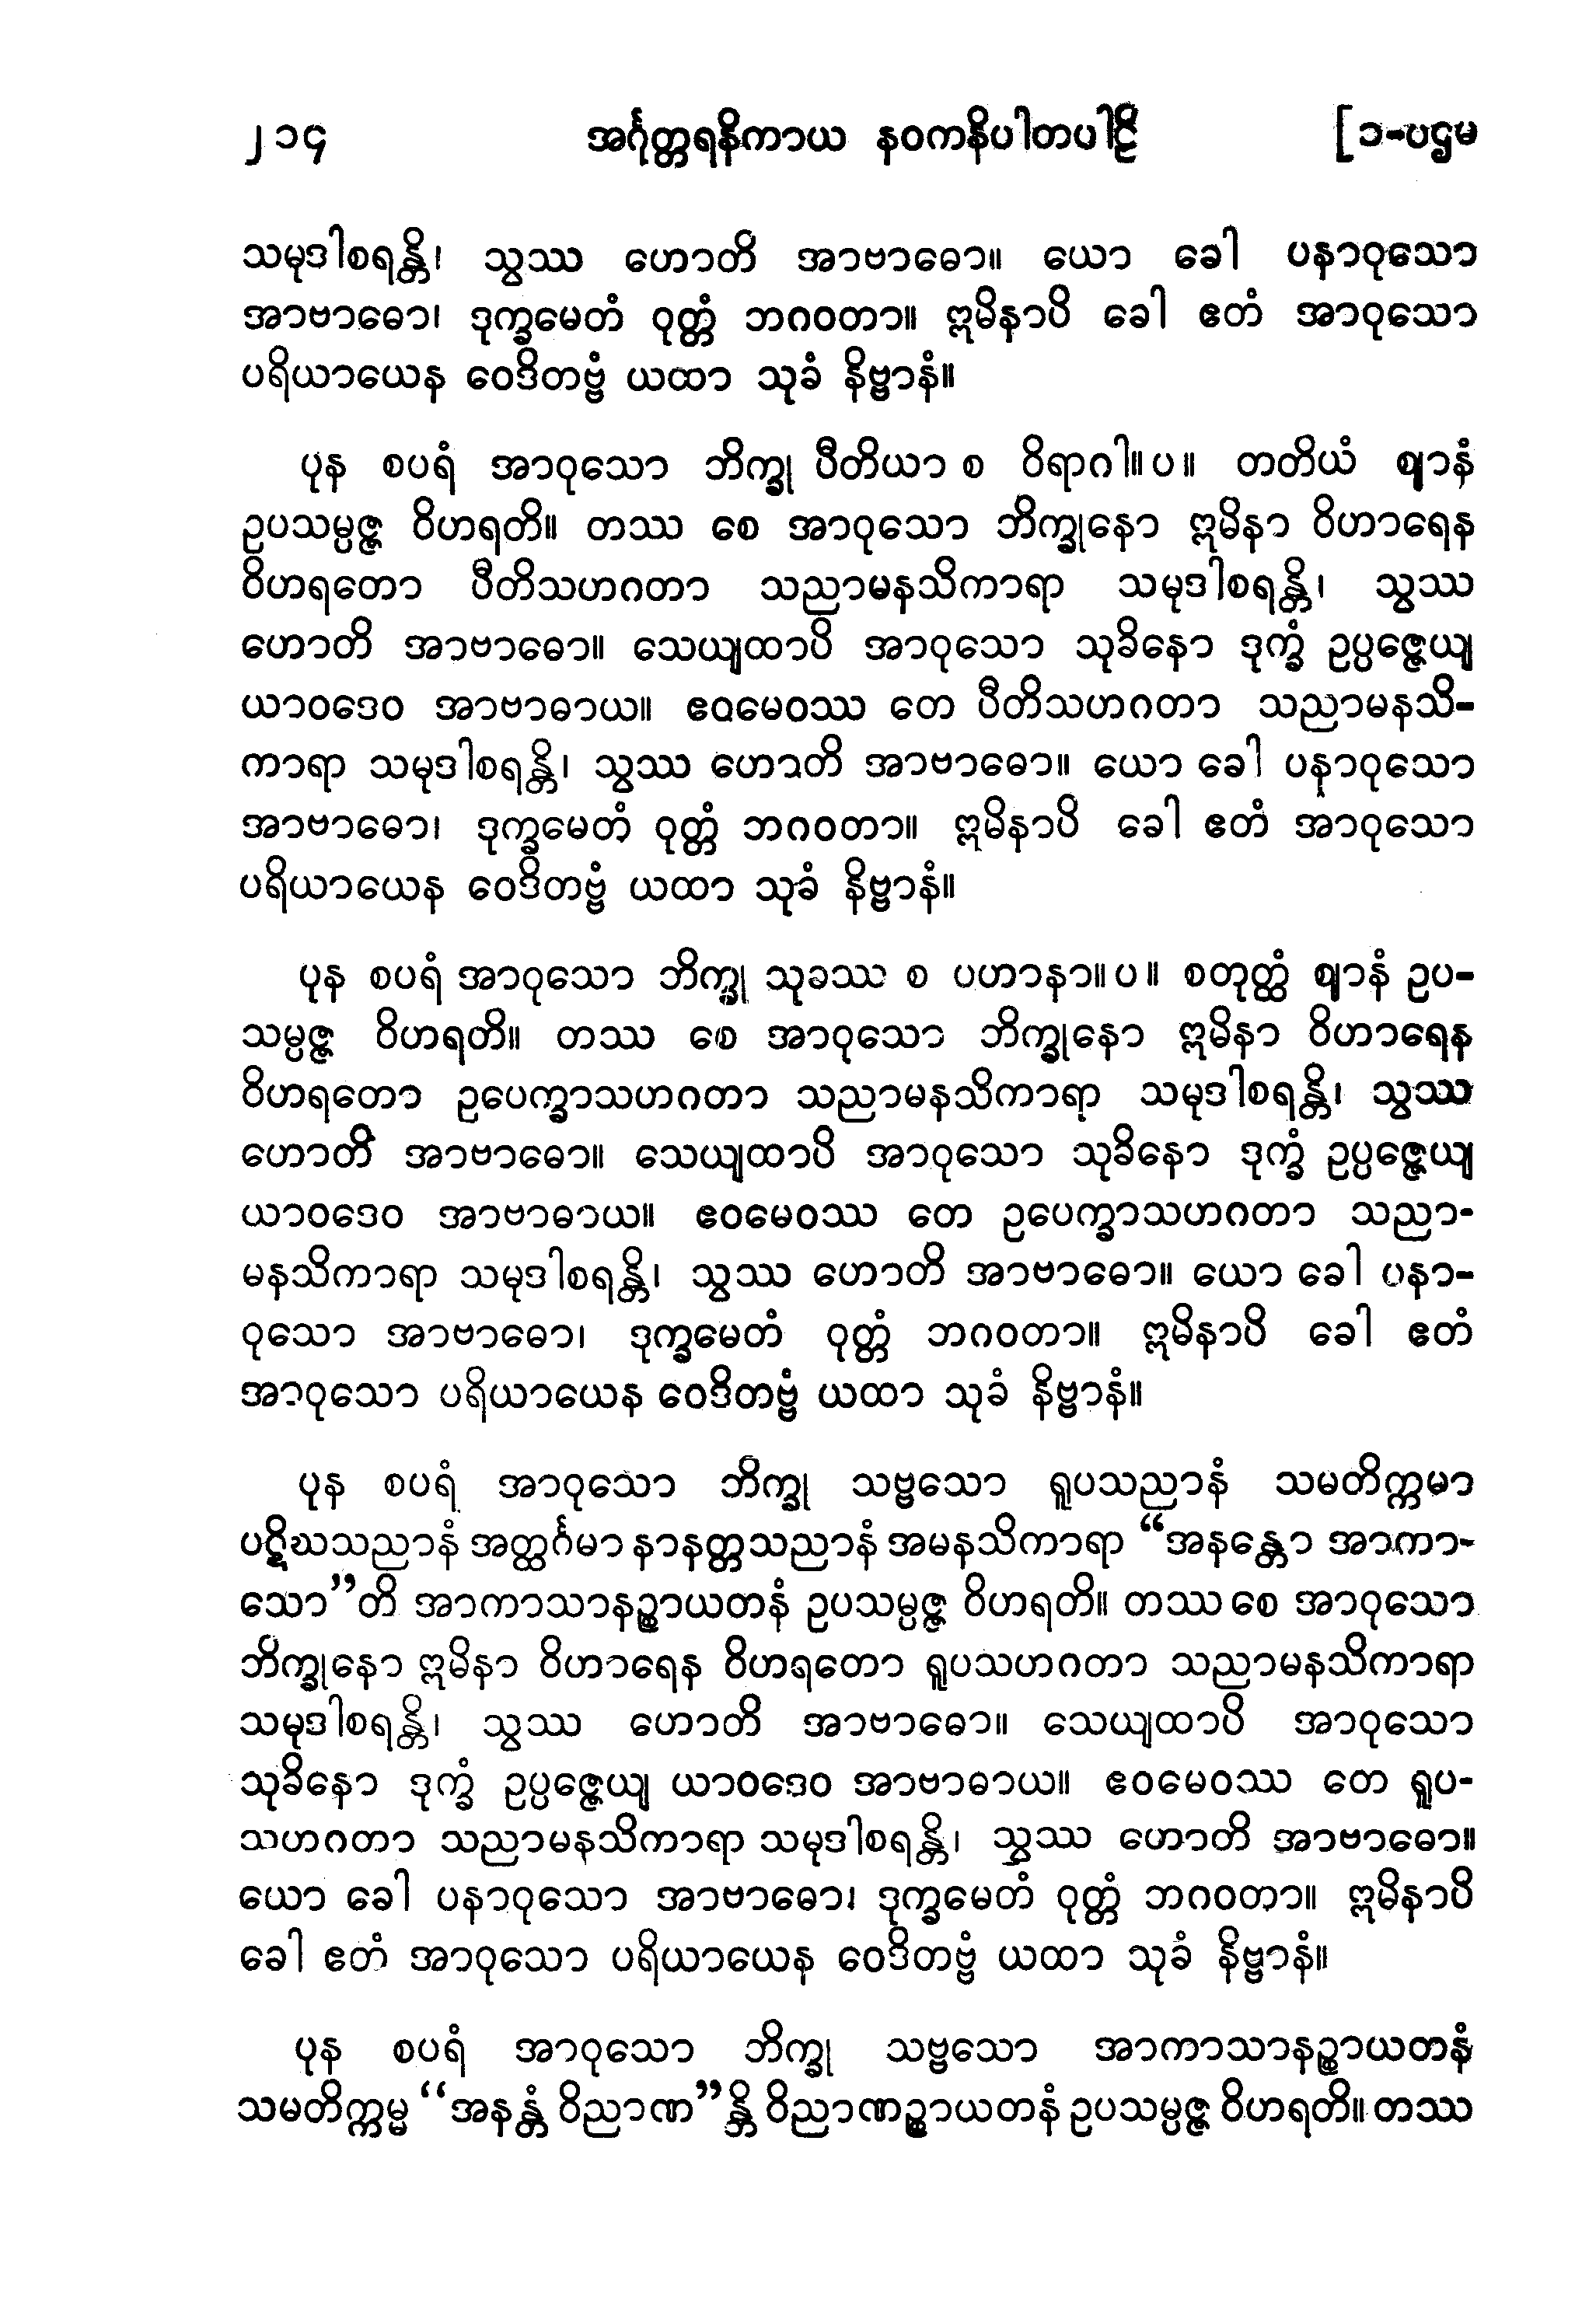 ၂၁၄ အင်္ဂုတ္တရနိကာယ နဝကနိပါတပါဠိ [၁-ပဌမ
သမုဒါစရန္တိ၊ သွဿ ဟောတိ အာဗာဓော။ ယော ခေါ ပနာဝုသော
အာဗာဓော၊ ဒုက္ခမေတံ ဝုတ္တံ ဘဂဝတာ။ ဣမိနာပိ ခေါ ဧတံ အာဝုသော
ပရိယာယေန ဝေဒိတဗ္ဗံ ယထာ သုခံ နိဗ္ဗာနံ။
ပုန စပရံ အာဝုသော ဘိက္ခု ပီတိယာ စ ဝိရာဂါ။ပ။ တတိယံ ဈာနံ
ဥပသမ္ပဇ္ဇ ဝိဟရတိ။ တဿ စေ အာဝုသော ဘိက္ခုနော ဣမိနာ ဝိဟာရေန
ဝိဟရတော ပီတိသဟဂတာ သညာမနသိကာရာ သမုဒါစရန္တိ၊ သွဿ
ဟောတိ အာဗာဓော။ သေယျထာပိ အာဝုသော သုခိနော ဒုက္ခံ ဥပ္ပဇ္ဇေယျ
ယာဝဒေဝ အာဗာဓာယ။ ဧဝမေဝဿ တေ ပီတိသဟဂတာ သညာမနသိ-
ကာရာ သမုဒါစရန္တိ၊ သွဿ ဟောတိ အာဗာဓော။ ယော ခေါ ပနာဝုသော
အာဗာဓော၊ ဒုက္ခမေတံ ဝုတ္တံ ဘဂဝတာ။ ဣမိနာပိ ခေါ ဧတံ အာဝုသော
ပရိယာယေန ဝေဒိတဗ္ဗံ ယထာ သုခံ နိဗ္ဗာနံ။
ပုန စပရံ အာဝုသော ဘိက္ခု သုခဿ စ ပဟာနာ။ပ။ စတုတ္ထံ ဈာနံ ဥပ-
သမ္ပဇ္ဇ ဝိဟရတိ။ တဿ စေ အာဝုသော ဘိက္ခုနော ဣမိနာ ဝိဟာရေန
ဝိဟရတော ဥပေက္ခာသဟဂတာ သညာမနသိကာရာ သမုဒါစရန္တိ၊ သွဿ
ဟောတိ အာဗာဓော။ သေယျထာပိ အာဝုသော သုခိနော ဒုက္ခံ ဥပ္ပဇ္ဇေယျ
ယာဝဒေဝ အာဗာဓာယ။ ဧဝမေဝဿ တေ ဥပေက္ခာသဟဂတာ သညာ-
မနသိကာရာ သမုဒါစရန္တိ၊ သွဿ ဟောတိ အာဗာဓော။ ယော ခေါ ပနာ-
ဝုသော အာဗာဓော၊ ဒုက္ခမေတံ ဝုတ္တံ ဘဂဝတာ။ ဣမိနာပိ ခေါ ဧတံ
အာဝုသော ပရိယာယေန ဝေဒိတဗ္ဗံ ယထာ သုခံ နိဗ္ဗာနံ။
ပုန စပရံ အာဝုသော ဘိက္ခု သဗ္ဗသော ရူပသညာနံ သမတိက္ကမာ
ပဋိဃသညာနံ အတ္ထင်္ဂမာ နာနတ္တသညာနံ အမနသိကာရာ “အနန္တော အာကာ-
သော”တိ အာကာသာနဉ္စာယတနံ ဥပသမ္ပဇ္ဇ ဝိဟရတိ။ တဿ စေ အာဝုသော
ဘိက္ခုနော ဣမိနာ ဝိဟာရေန ဝိဟရတော ရူပသဟဂတာ သညာမနသိကာရာ
သမုဒါစရန္တိ၊ သွဿ ဟောတိ အာဗာဓော။ သေယျထာပိ အာဝုသော
သုခိနော ဒုက္ခံ ဥပ္ပဇ္ဇေယျ ယာဝဒေဝ အာဗာဓာယ။ ဧဝမေဝဿ တေ ရူပ-
သဟဂတာ သညာမနသိကာရာ သမုဒါစရန္တိ၊ သွဿ ဟောတိ အာဗာဓော။
ယော ခေါ ပနာဝုသော အာဗာဓော၊ ဒုက္ခမေတံ ဝုတ္တံ ဘဂဝတာ။ ဣမိနာပိ
ခေါ ဧတံ အာဝုသော ပရိယာယေန ဝေဒိတဗ္ဗံ ယထာ သုခံ နိဗ္ဗာနံ။
ပုန စပရံ အာဝုသော ဘိက္ခု သဗ္ဗသော အာကာသာနဉ္စာယတနံ
သမတိက္ကမ္မ “အနန္တံ ဝိညာဏ”န္တိ ဝိညာဏဉ္စာယတနံ ဥပသမ္ပဇ္ဇ ဝိဟရတိ။ တဿ